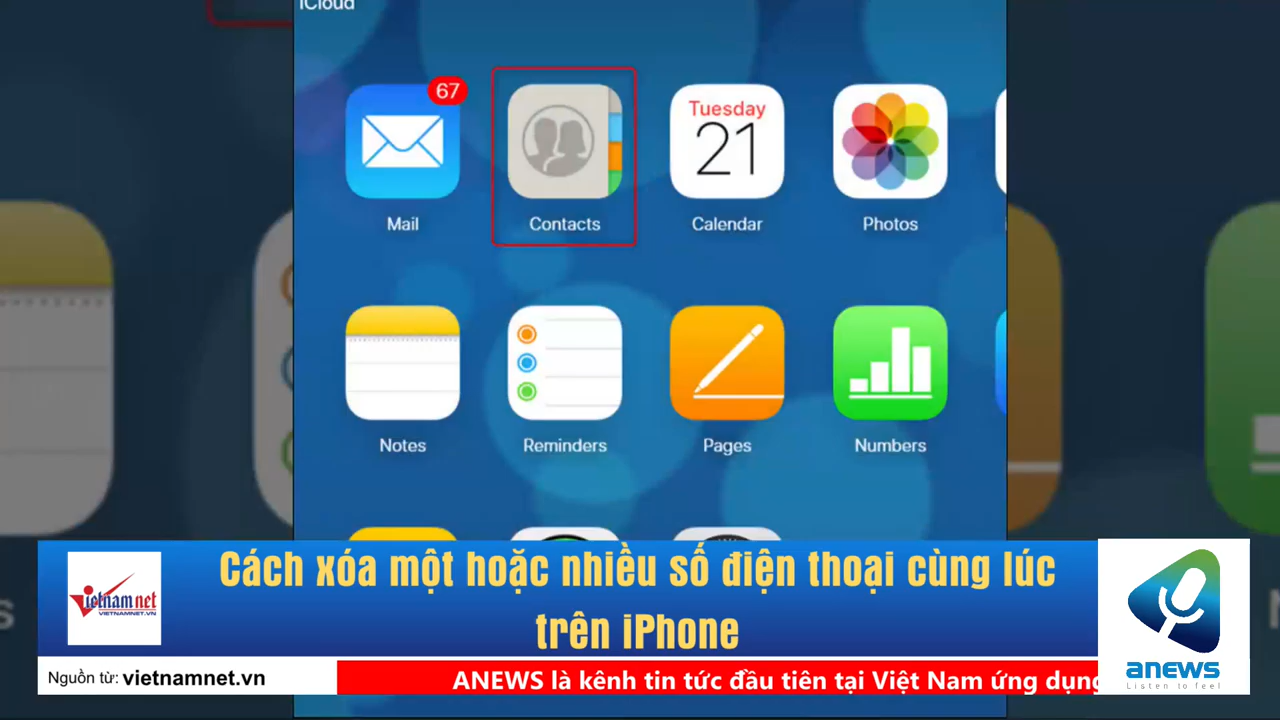 iCloud
67
Tuesday
21
Mail
Contacts
Calendar
Photos
Notes
Reminders
Pages
Numbers
Cách xóa một hoặc nhiều số điện thoại cùng lúc
trên iPhone
Vietnamnet
VIETNAMNET.VN
Nguồn từ: vietnamnet.vn
ANEWS là kênh tin tức đầu tiên tại Việt Nam ứng dụng
anews
Listen to feel